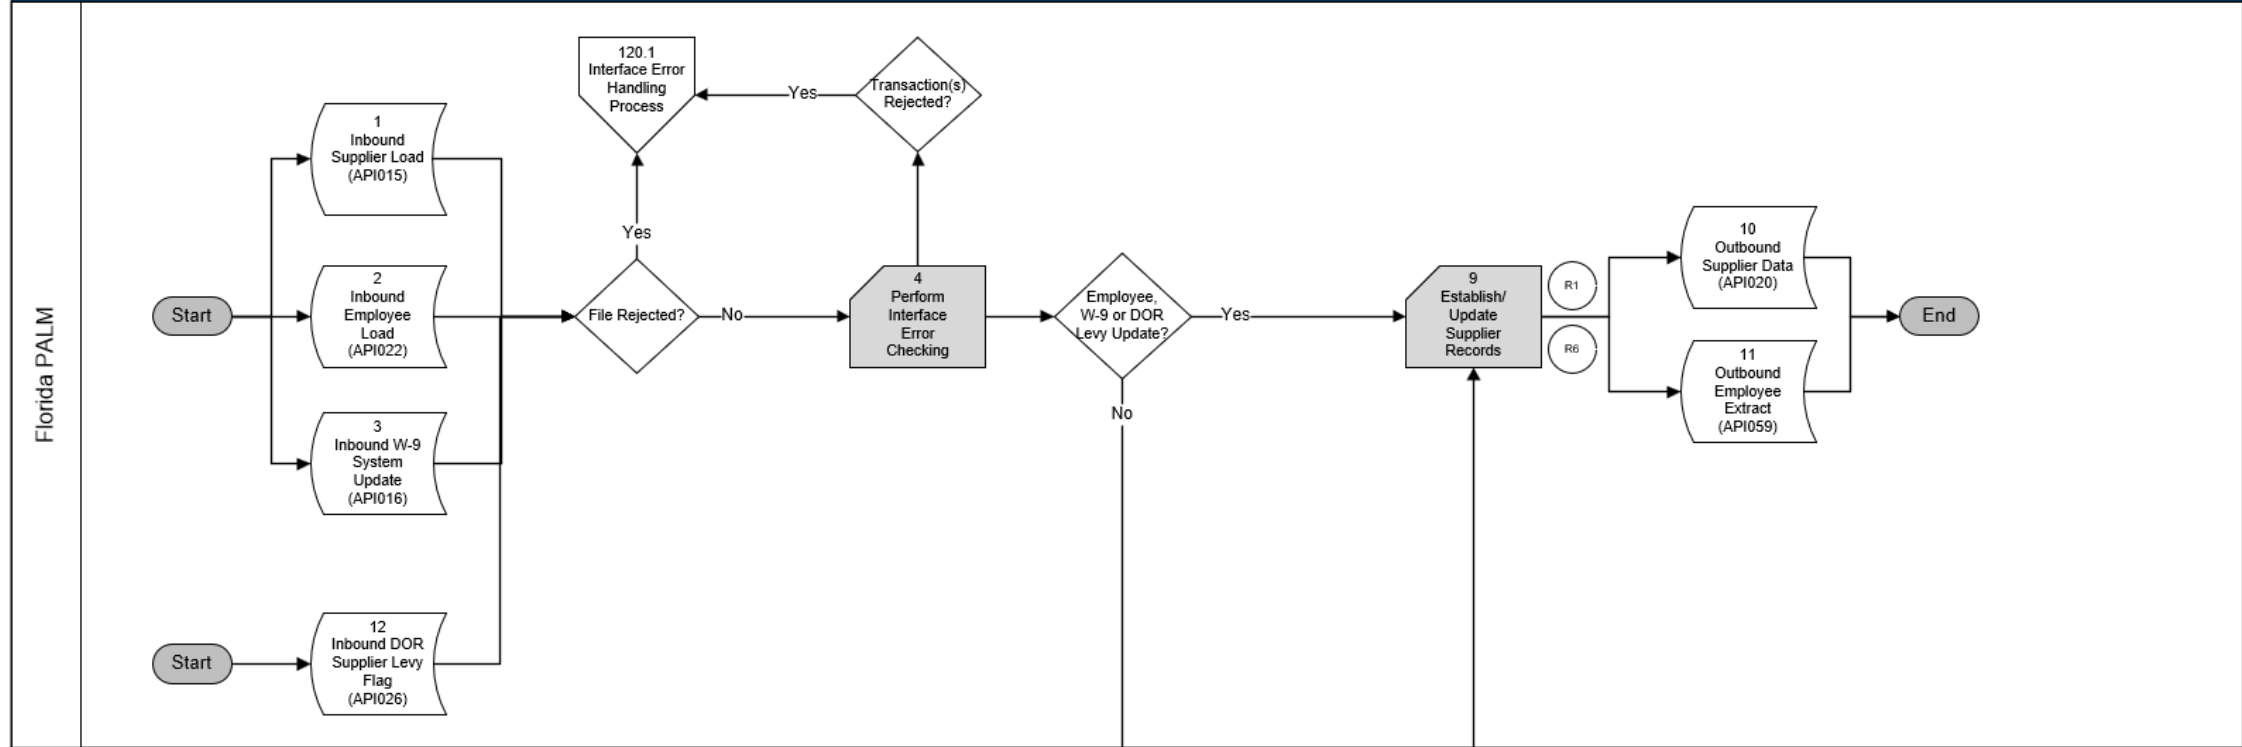 Florida PALM
Start
1
Inbound
Supplier Load
(API015)
2
Inbound
Employee
Load
(API022)
3
Inbound W-9
System
Update
(API016)
Start
12
Inbound DOR
Supplier Levy
Flag
(API026)
File Rejected?
Yes
120.1
Interface Error
Handling
Process
No
4
Perform
Interface
Error
Checking
Transaction(s)
Rejected?
Yes
Employee,
W-9 or DOR
Levy Update?
No
Yes
9
Establish/
Update
Supplier
Records
R1
R6
10
Outbound
Supplier Data
(API020)
11
Outbound
Employee
Extract
(API059)
End